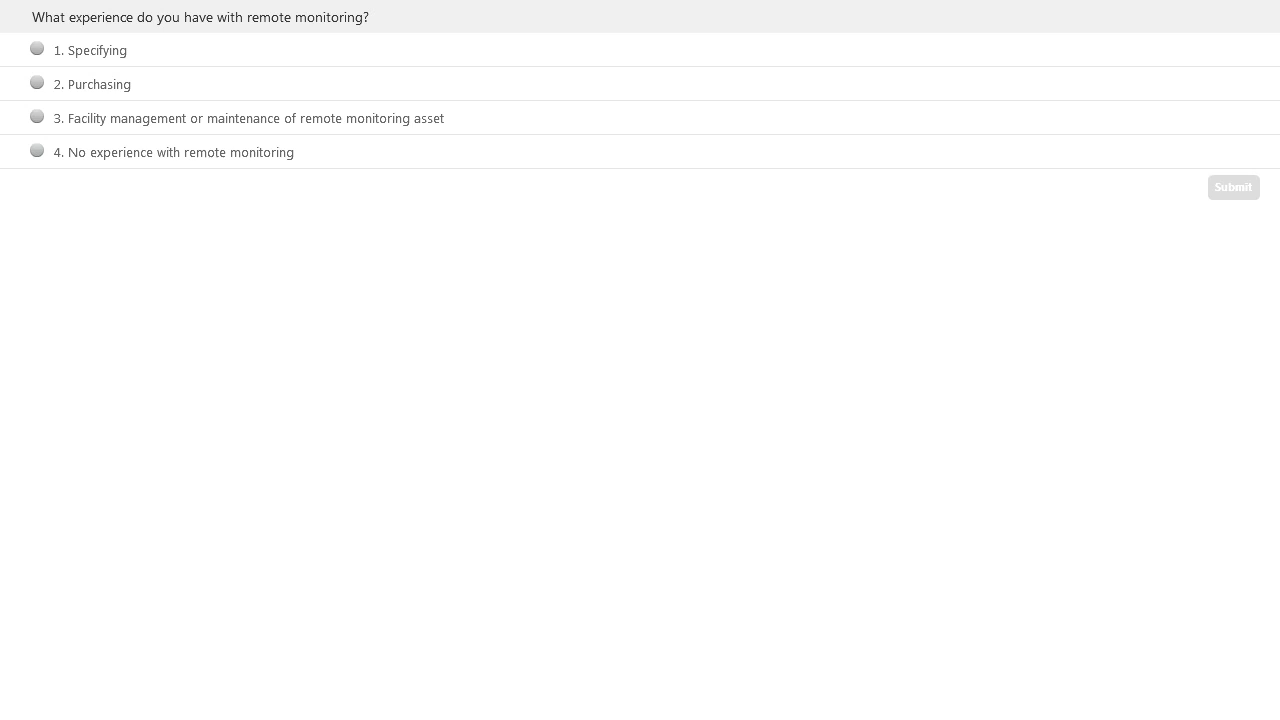 What experience do you have with remote monitoring?
1. Specifying
2. Purchasing
3. Facility management or maintenance of remote monitoring asset
4. No experience with remote monitoring
Submit